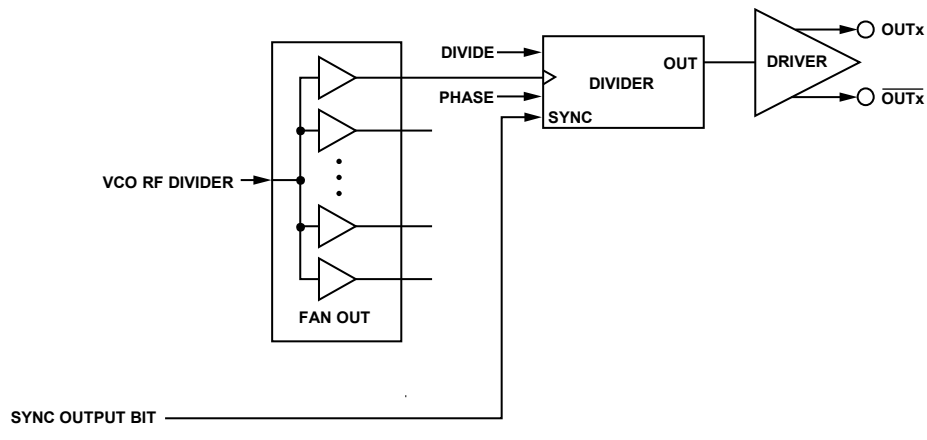 DIVIDE
OUT
DRIVER
OUTx
DIVIDER
PHASE
OUTx
SYNC
VCO RF DIVIDER
FAN OUT
SYNC OUTPUT BIT